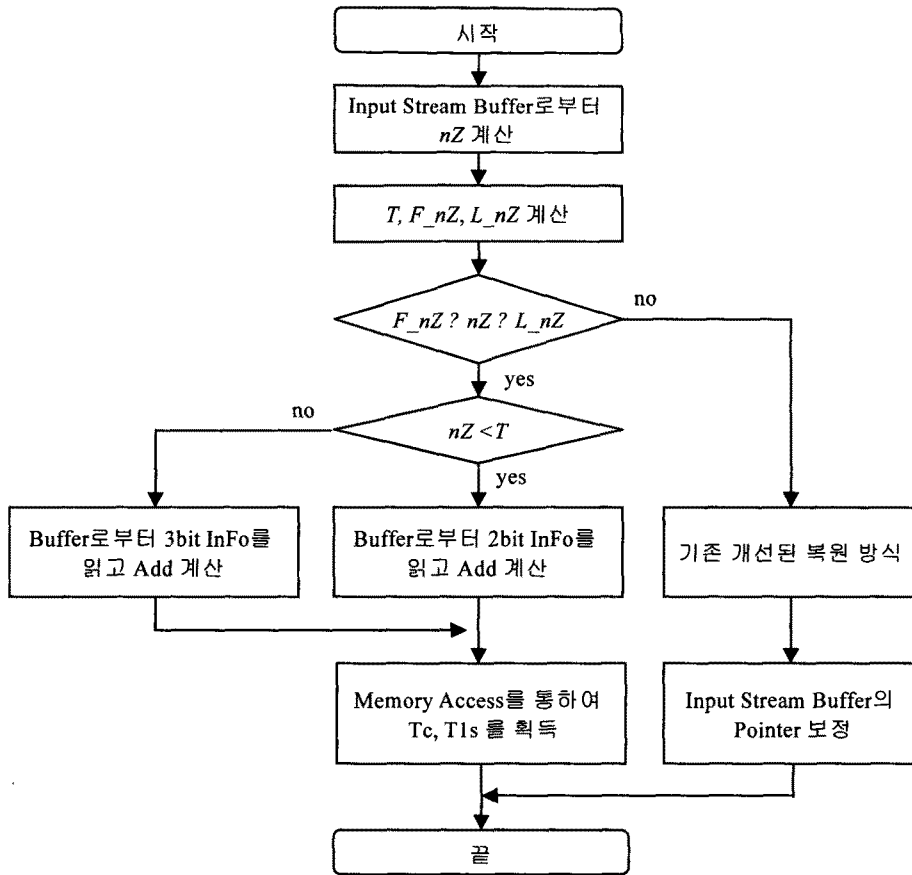 시작
Input Stream Buffer로부터
nZ 계산
T, F_nZ, L_nZ 계산
F_nZ ? nZ ? L_nZ
no
yes
no
nZ <T
yes
Buffer로부터 3bit InFo를
읽고 Add 계산
Buffer로부터 2bit InFo를
읽고 Add 계산
기존 개선된 복원 방식
Memory Access를 통하여
Tc, T1s 를 획득
Input Stream Buffer의
Pointer 보정
끝